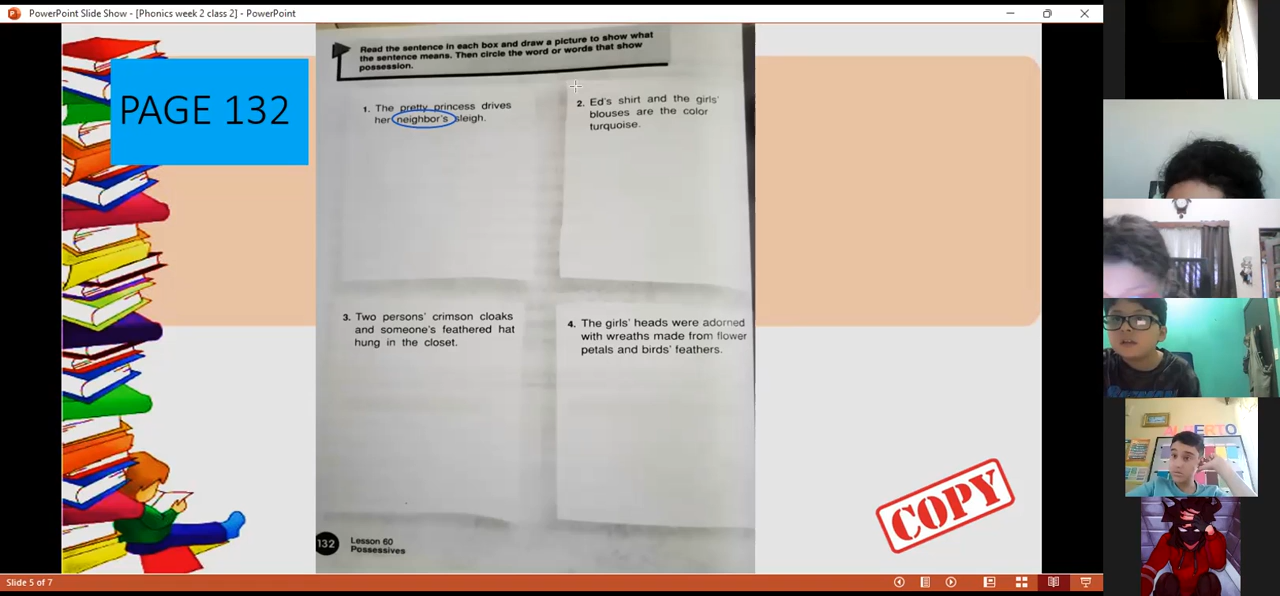 PowerPoint Slide Show - [Phonics week 2 class 2] - PowerPoint
PAGE 132
Read the sentence in each box and draw a picture to show what
the sentence means. Then circle the word or words that show
possession.
1. The pretty princess drives
her neighbor's sleigh.
2. Ed's shirt and the girls'
blouses are the color
turquoise.
3. Two persons' crimson cloaks
and someone's feathered hat
hung in the closet.
4. The girls' heads were adorned
with wreaths made from flower
petals and birds' feathers.
132
Lesson 60
Possessives
COPY
ALBERTO
Slide 5 of 7